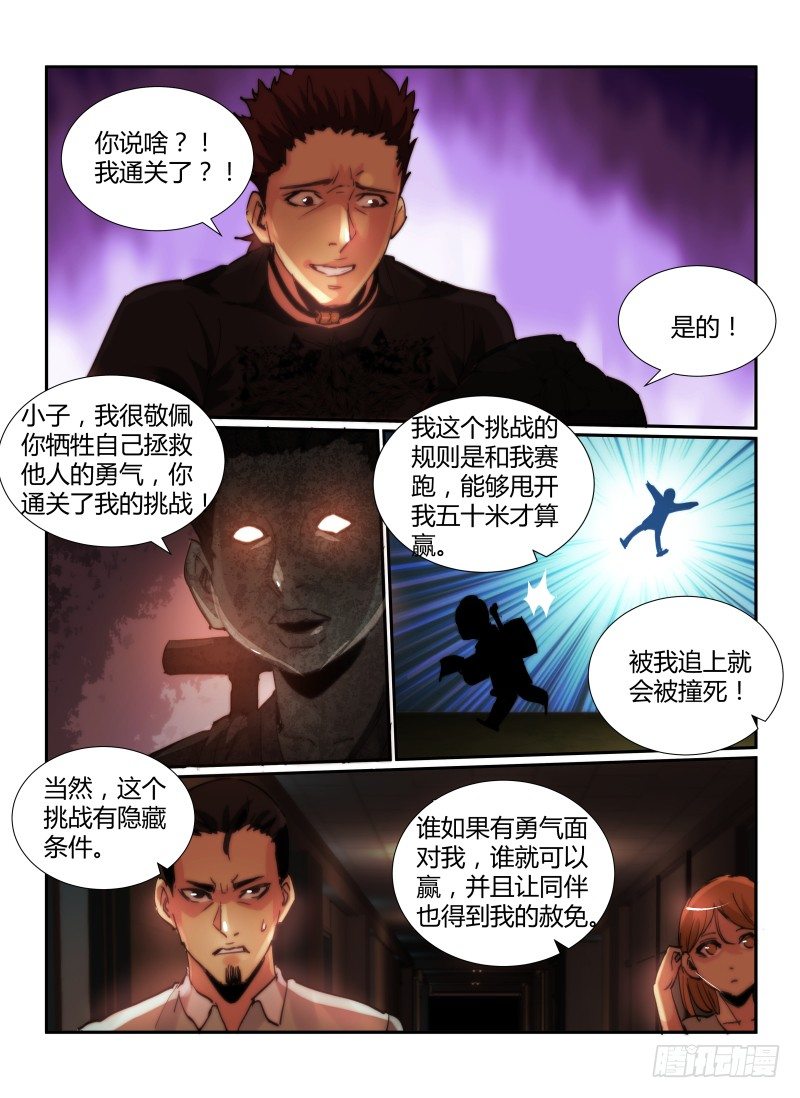 你说啥？！
我通关了？！
是的！
小子，我很敬佩
你牺牲自己拯救
他人的勇气，你
通关了我的挑战！
我这个挑战的
规则是和我赛
跑，能够甩开
我五十米才算
赢。
被我追上就
会被撞死！
当然，这个
挑战有隐藏
条件。
谁如果有勇气面
对我，谁就可以
赢，并且让同伴
也得到我的赦免。
腾讯动漫